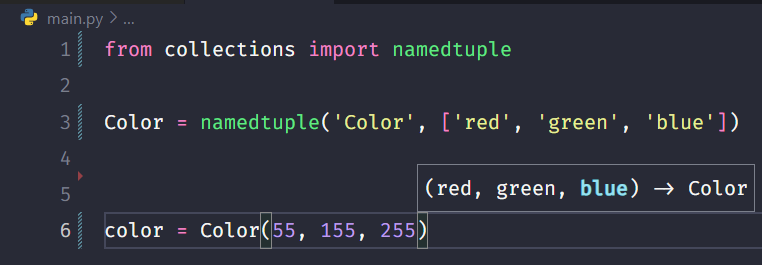 main.py > ...
1 from collections import namedtuple
2
3 Color = namedtuple('Color', ['red', 'green', 'blue'])
4
(red, green, blue) → Color
5
6 color = Color(55, 155, 255)